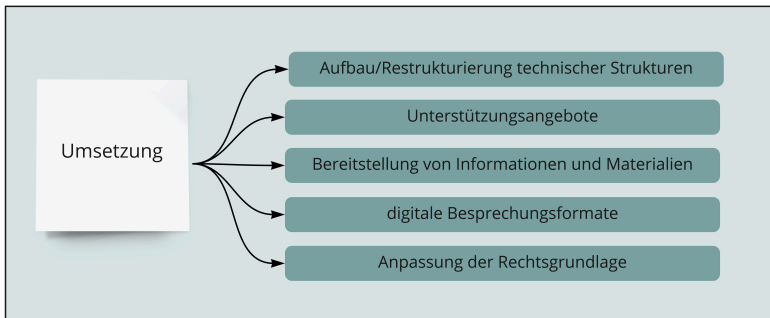 Umsetzung
Aufbau/Restrukturierung technischer Strukturen
Unterstützungsangebote
Bereitstellung von Informationen und Materialien
digitale Besprechungsformate
Anpassung der Rechtsgrundlage